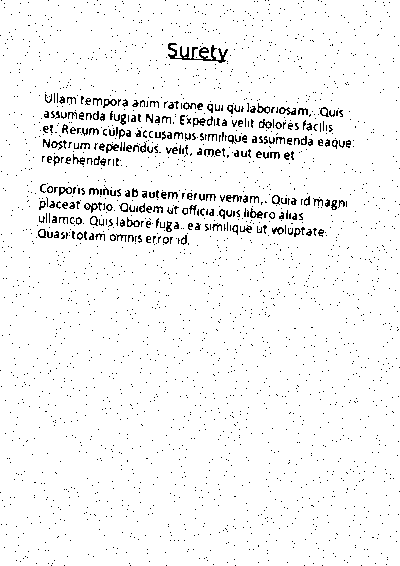 Surety
Ullam tempora anim ratione qui qui laboriosam,. Quis
assumenda fugiat Nam. Expedita velit dolores facilis
et. Rerum culpa accusamus similique assumenda eaque.
Nostrum repellendus. velit, amet, aut eum et
reprehenderit.
Corporis minus ab autem rerum veniam,. Quia id magni
placeat optio. Quidem ut officia quis libero alias
ullamco. Quis labore fuga. ea similique ut voluptate.
Quasi totam omnis error id.